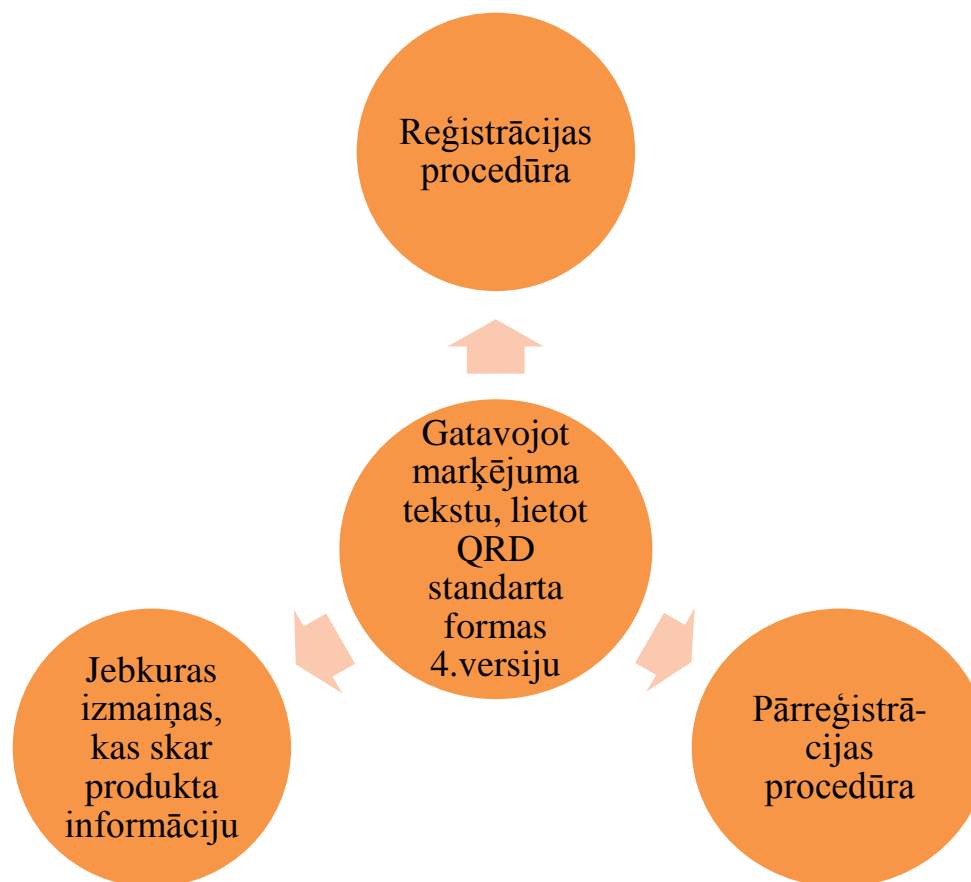 Reģistrācijas
procedūra
Gatavojot
marķējuma
tekstu, lietot
QRD
standarta
formas
4.versiju
Jebkuras
izmaiņas,
kas skar
produkta
informāciju
Pārreģistrā-
cijas
procedūra